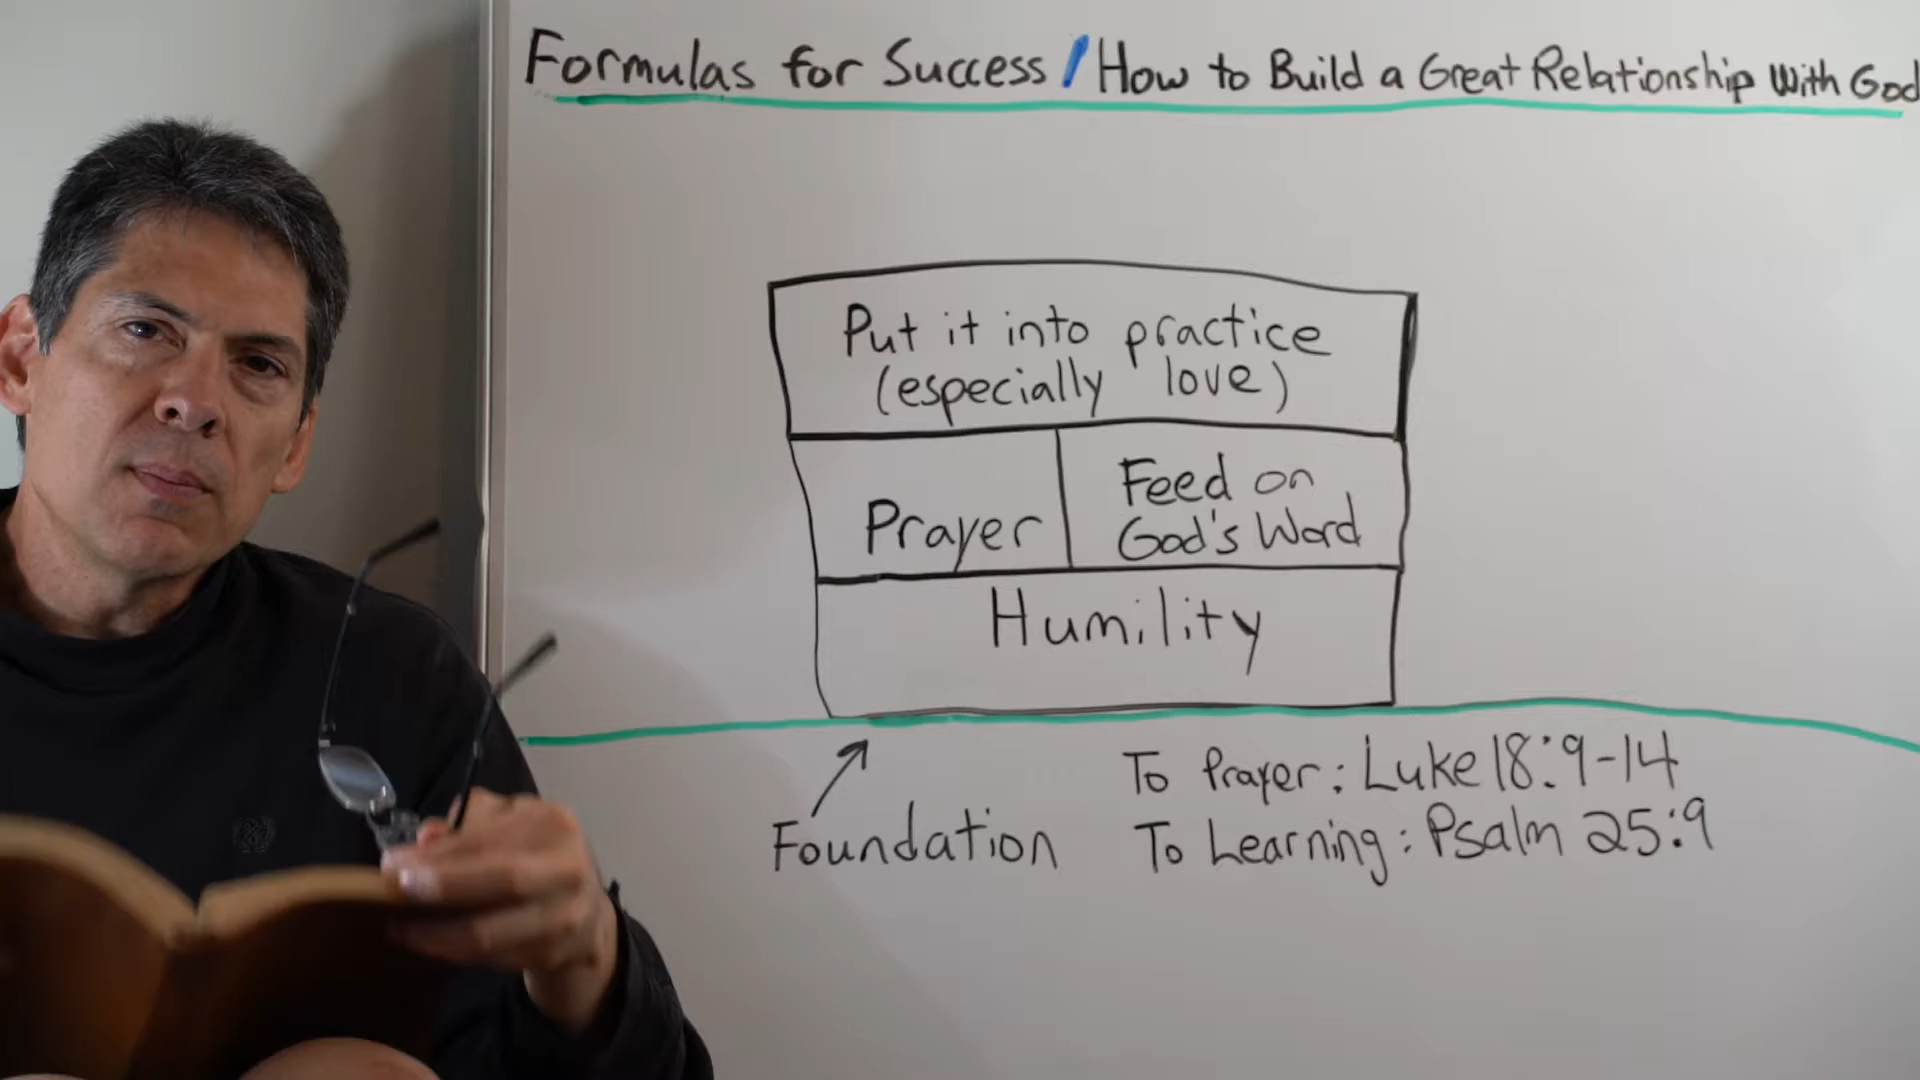 Formulas for Success / How to Build a Great Relationship With God
Put it into practice
(especially love)
Prayer
Feed on
God's Word
Humility
Foundation
To Prayer: Luke 18:9-14
To Learning: Psalm 25:9